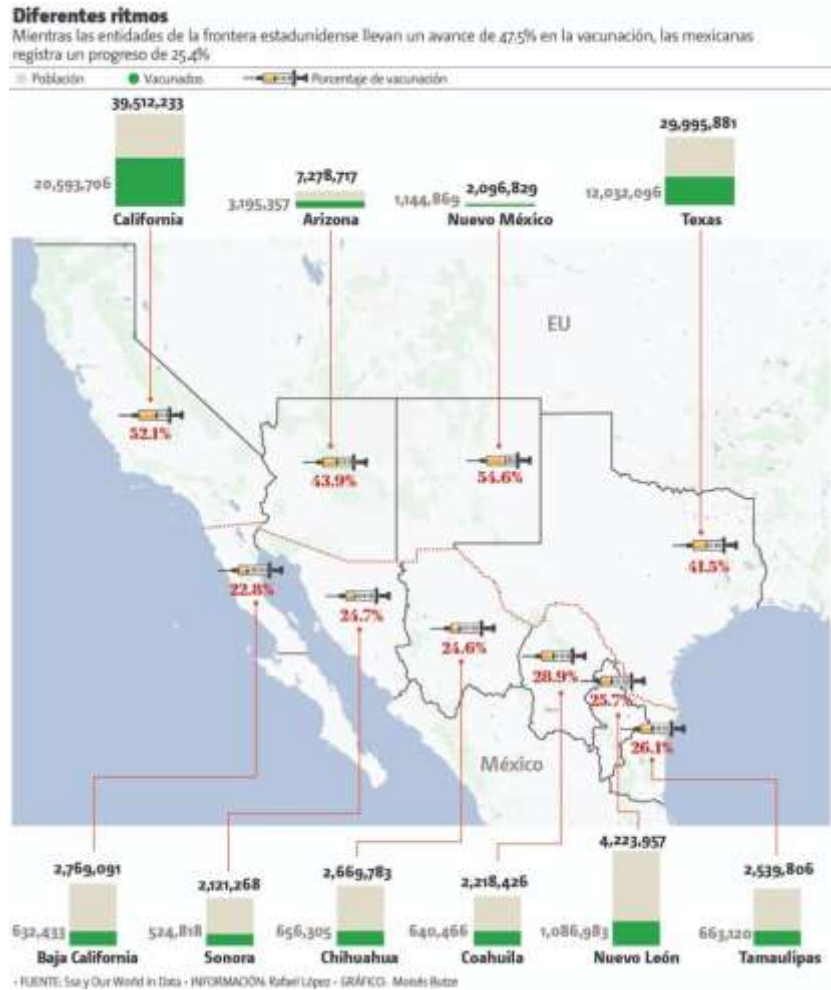 Diferentes ritmos
Mientras las entidades de la frontera estadunidense llevan un avance de 47.5% en la vacunación, las mexicanas
registra un progreso de 25.4%
Población Vacunados Porcentaje de vacunación
39,512,233
20,593,706
California
7,278,717
3,195,357
Arizona
2,096,829
1,144,869
Nuevo México
29,995,881
12,032,096
Texas
EU
52.1%
43.9%
54.6%
41.5%
22.8%
24.7%
24.6%
28.9%
25.7%
26.1%
México
2,769,091
632,433
Baja California
2,121,268
524,818
Sonora
2,669,783
656,305
Chihuahua
2,218,426
640,466
Coahuila
4,223,957
1,086,983
Nuevo León
2,539,806
663,120
Tamaulipas
• FUENTE: Ssa y Our World in Data • INFORMACIÓN: Rafael López • GRÁFICO: Moisés Butze